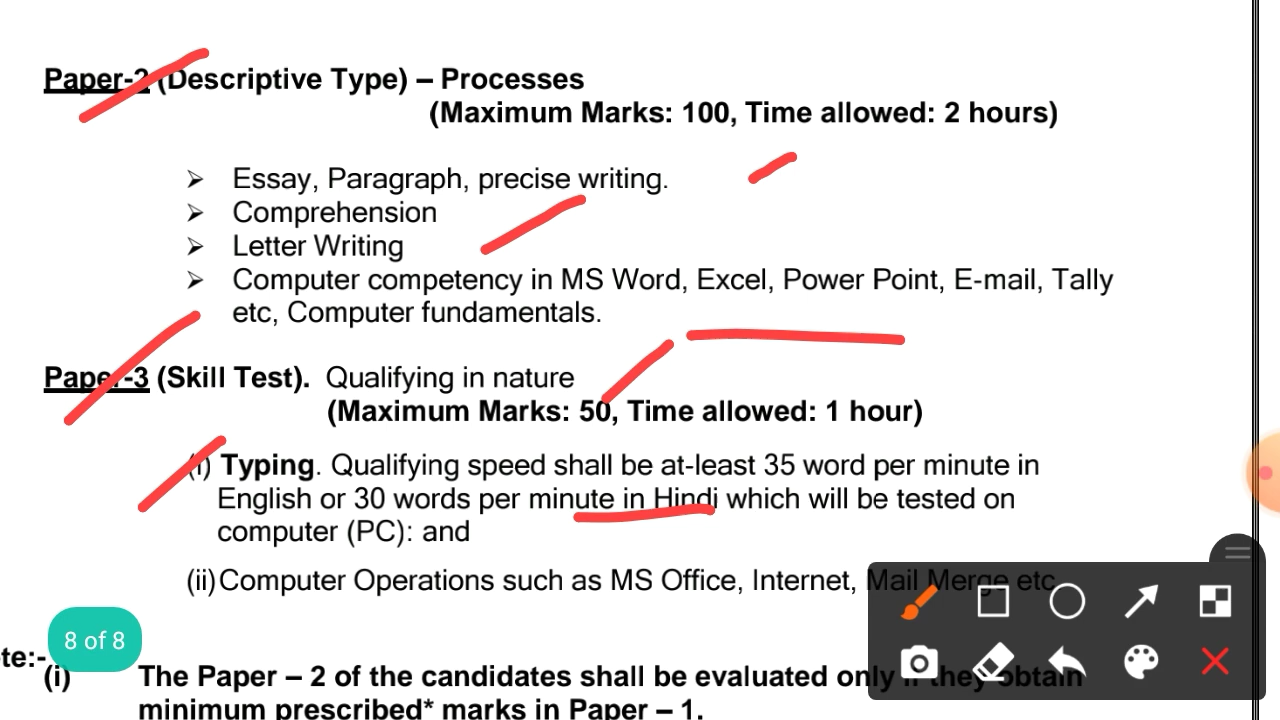 Paper-2 (Descriptive Type) – Processes
(Maximum Marks: 100, Time allowed: 2 hours)
➢ Essay, Paragraph, precise writing.
➢ Comprehension
➢ Letter Writing
➢ Computer competency in MS Word, Excel, Power Point, E-mail, Tally
etc, Computer fundamentals.
Paper-3 (Skill Test). Qualifying in nature
(Maximum Marks: 50, Time allowed: 1 hour)
(i) Typing. Qualifying speed shall be at-least 35 word per minute in
English or 30 words per minute in Hindi which will be tested on
computer (PC): and
(ii) Computer Operations such as MS Office, Internet, Mail Merge etc
8 of 8
te:-
(i) The Paper – 2 of the candidates shall be evaluated only if they obtain
minimum prescribed* marks in Paper – 1.